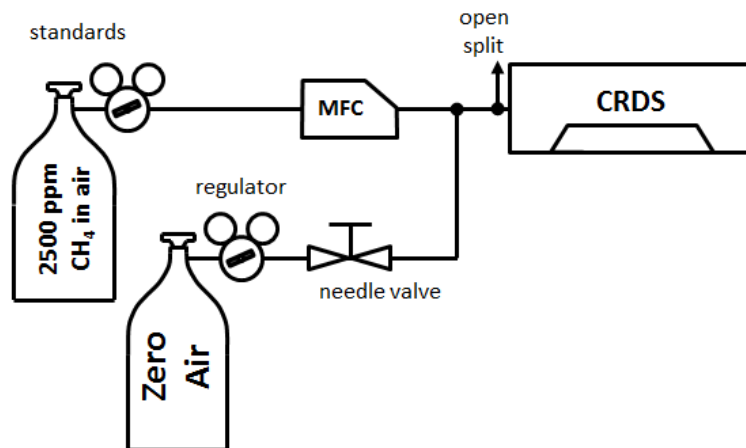 standards
open
split
MFC
CRDS
2500 ppm
CH₄ in air
regulator
needle valve
Zero
Air